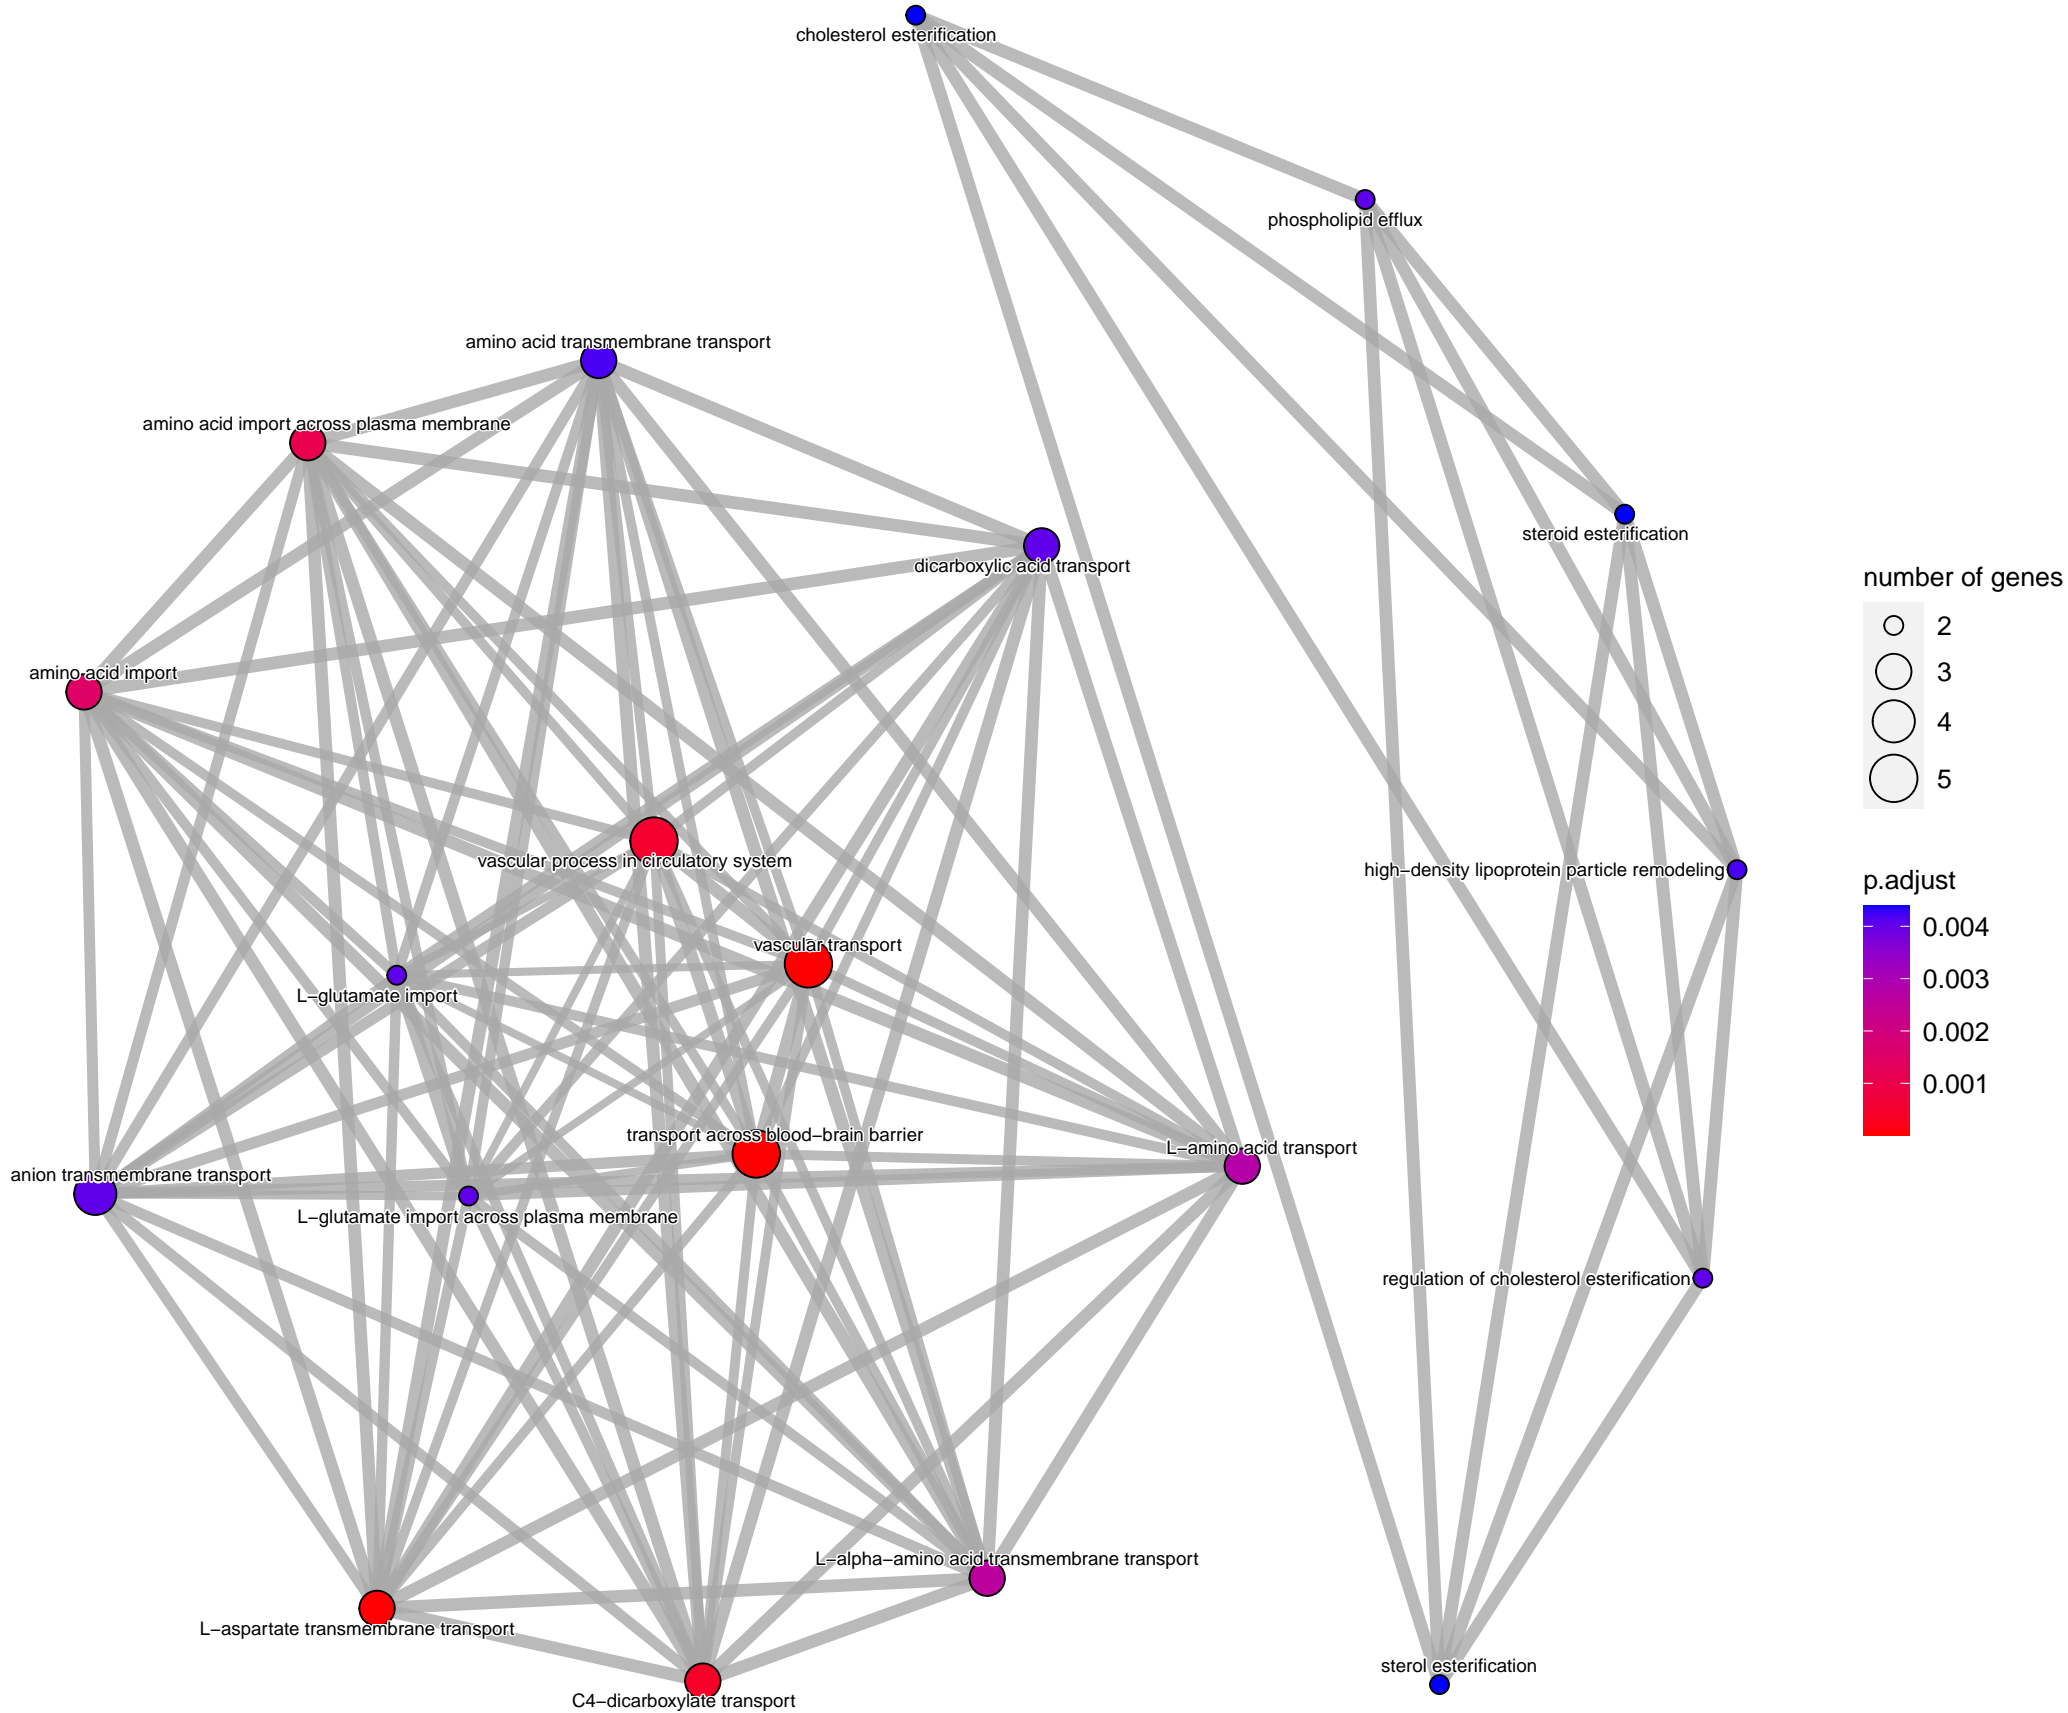 cholesterol esterification
phospholipid efflux
amino acid transmembrane transport
amino acid import across plasma membrane
steroid esterification
dicarboxylic acid transport
amino acid import
vascular process in circulatory system
high−density lipoprotein particle remodeling
vascular transport
L−glutamate import
transport across blood−brain barrier
L−amino acid transport
anion transmembrane transport
L−glutamate import across plasma membrane
regulation of cholesterol esterification
L−alpha−amino acid transmembrane transport
L−aspartate transmembrane transport
sterol esterification
C4−dicarboxylate transport
number of genes
2
3
4
5
p.adjust
0.004
0.003
0.002
0.001